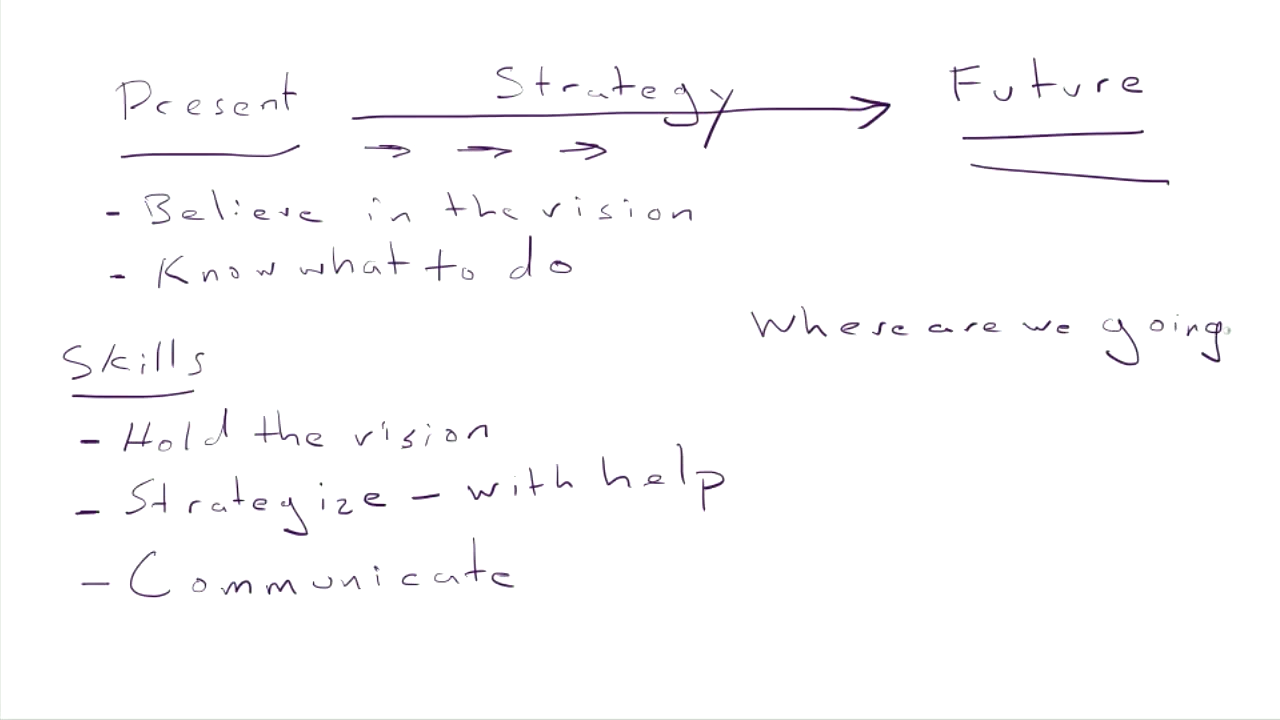 Present Strategy Future
- Believe in the vision
- Know what to do
Where are we going
Skills
- Hold the vision
- Strategize - with help
- Communicate